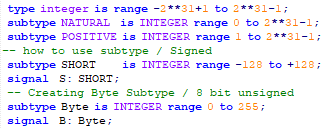 type integer is range -2**31+1 to 2**31-1;
subtype NATURAL is INTEGER range 0 to 2**31-1;
subtype POSITIVE is INTEGER range 1 to 2**31-1;
-- how to use subtype / Signed
subtype SHORT is INTEGER range -128 to +128;
signal S: SHORT;
-- Creating Byte Subtype / 8 bit unsigned
subtype Byte is INTEGER range 0 to 255;
signal B: Byte;